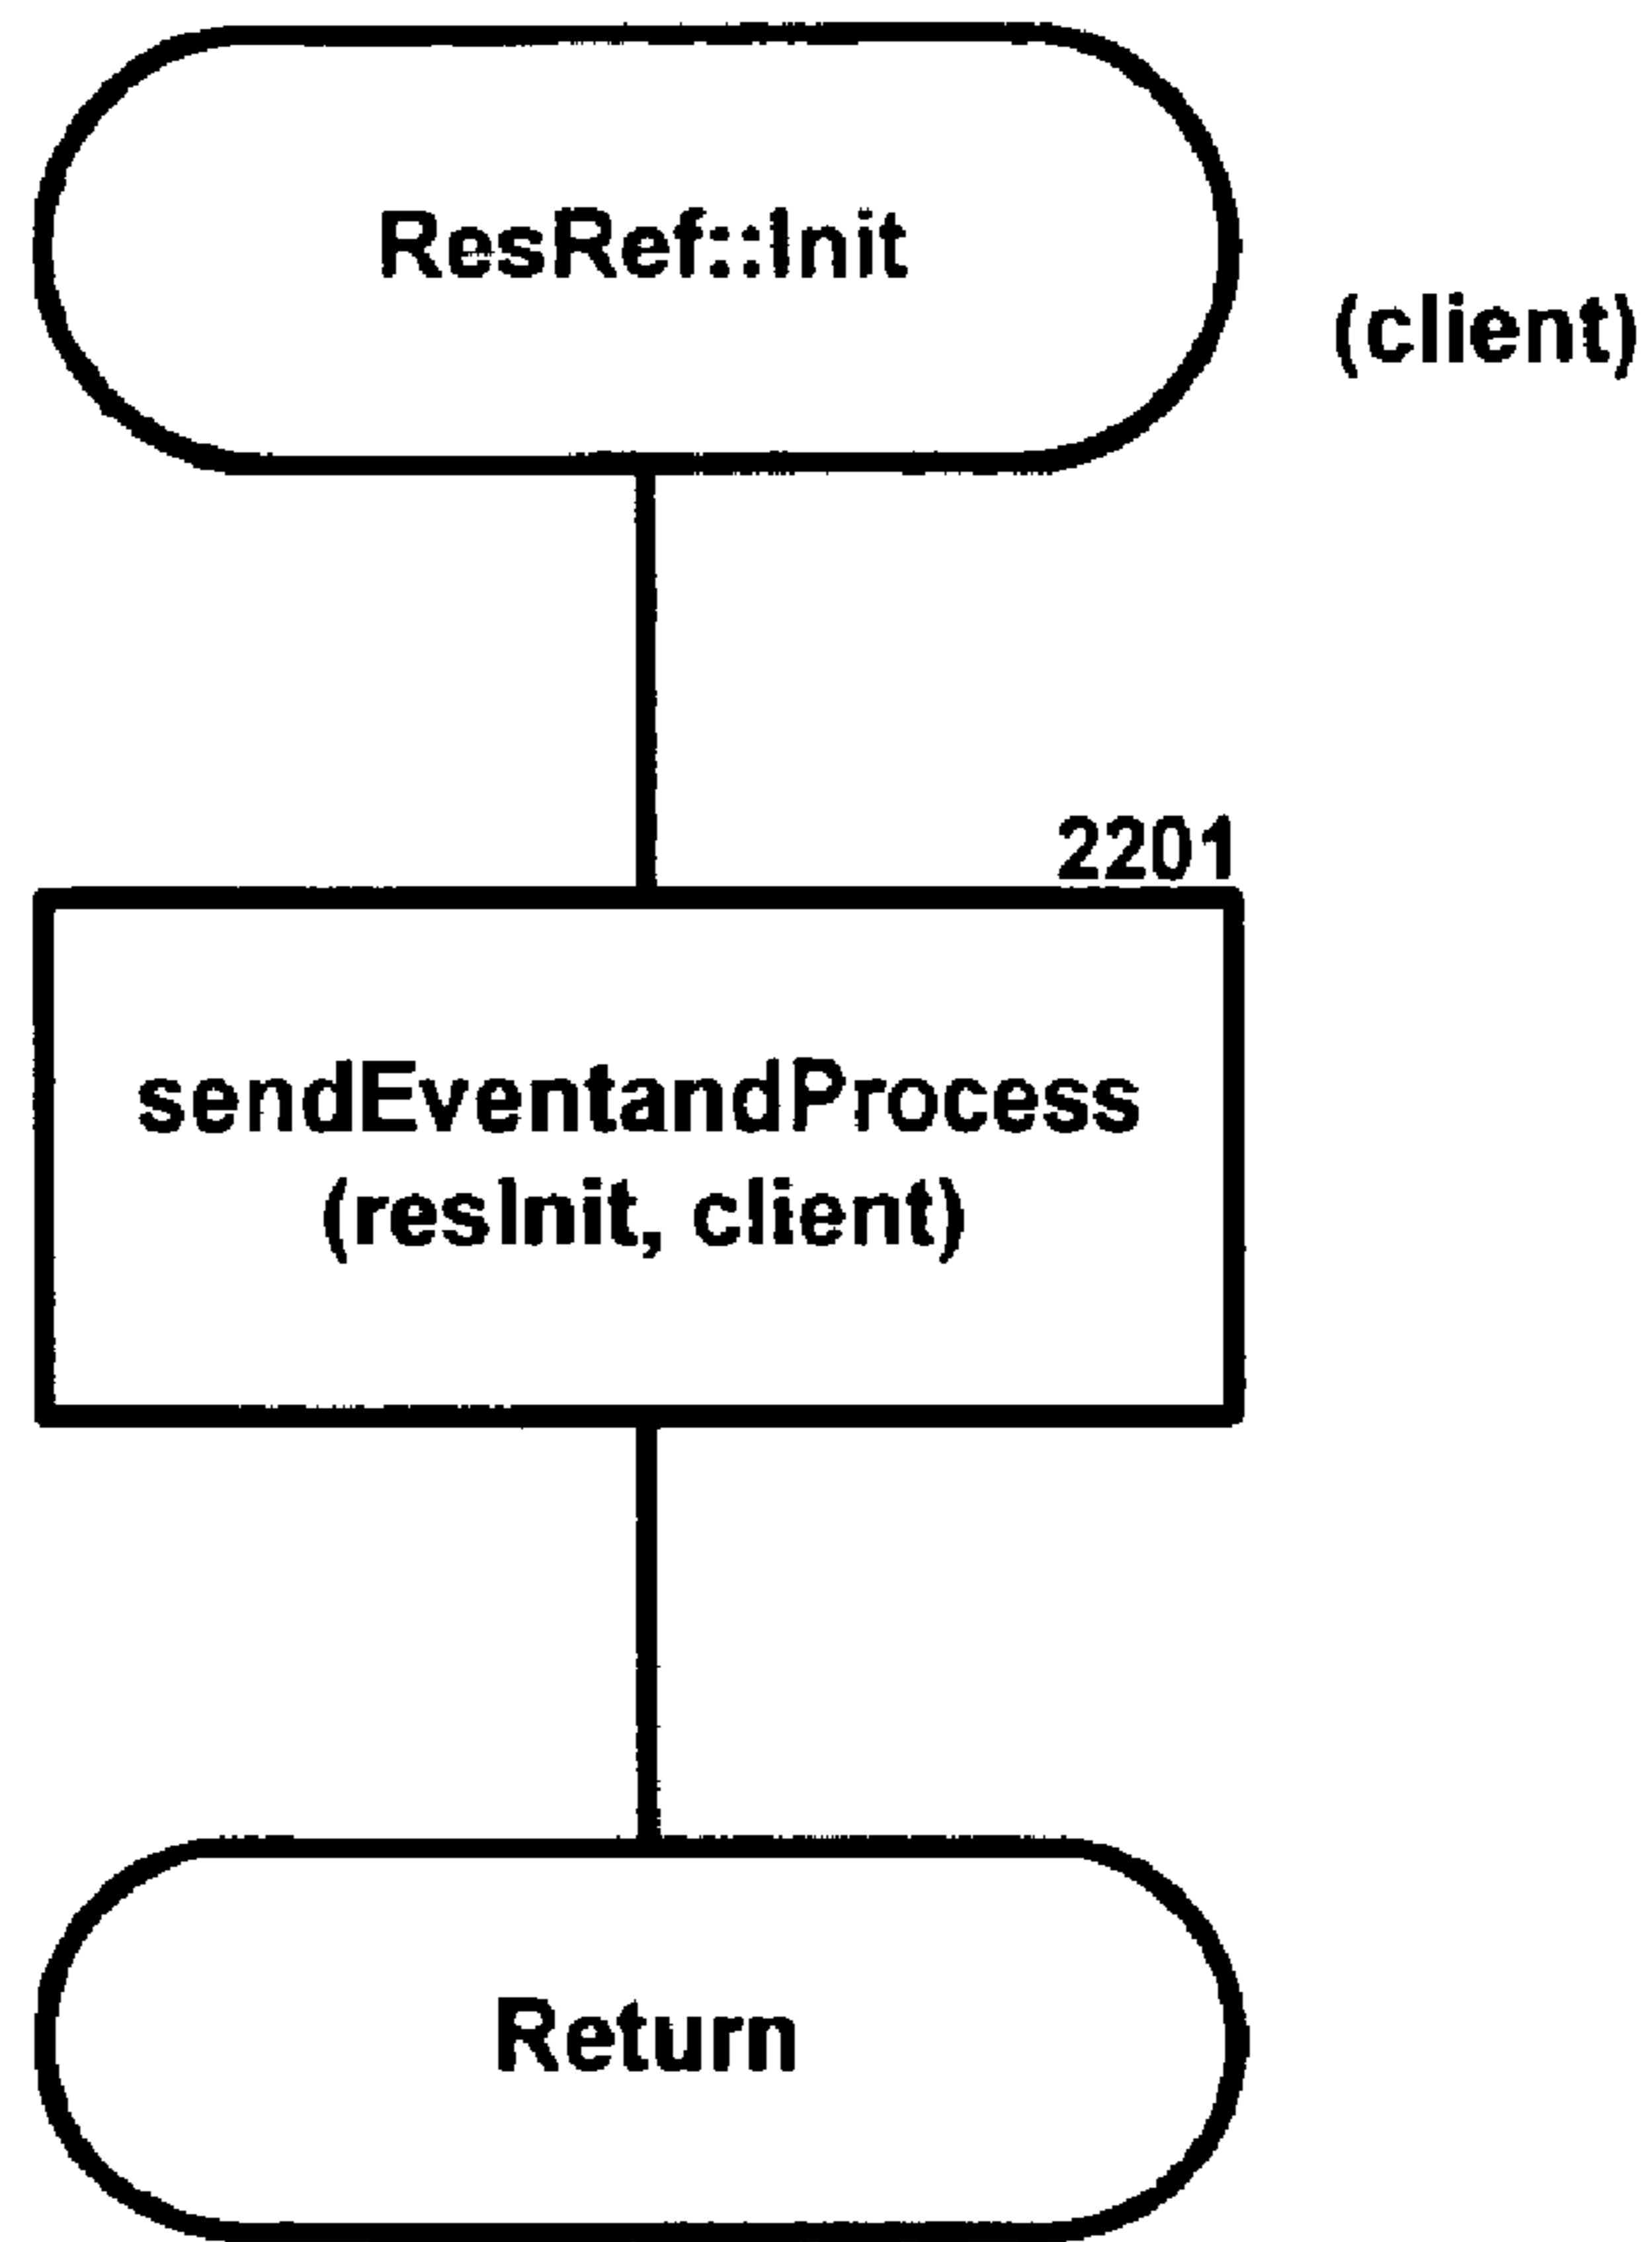 ResRef::Init
(client)
2201
sendEventandProcess
(resInit, client)
Return